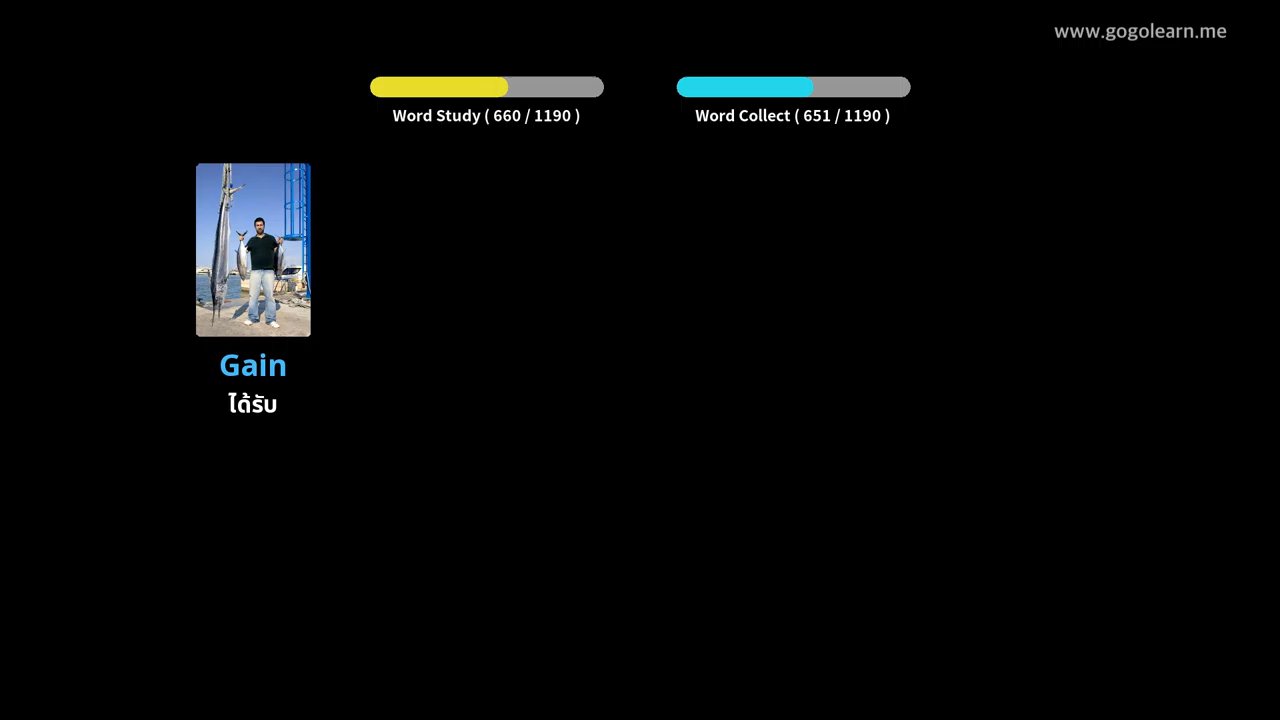 www.gogolearn.me
Word Study ( 660 / 1190 )
Word Collect ( 651 / 1190 )
Gain
ได้รับ